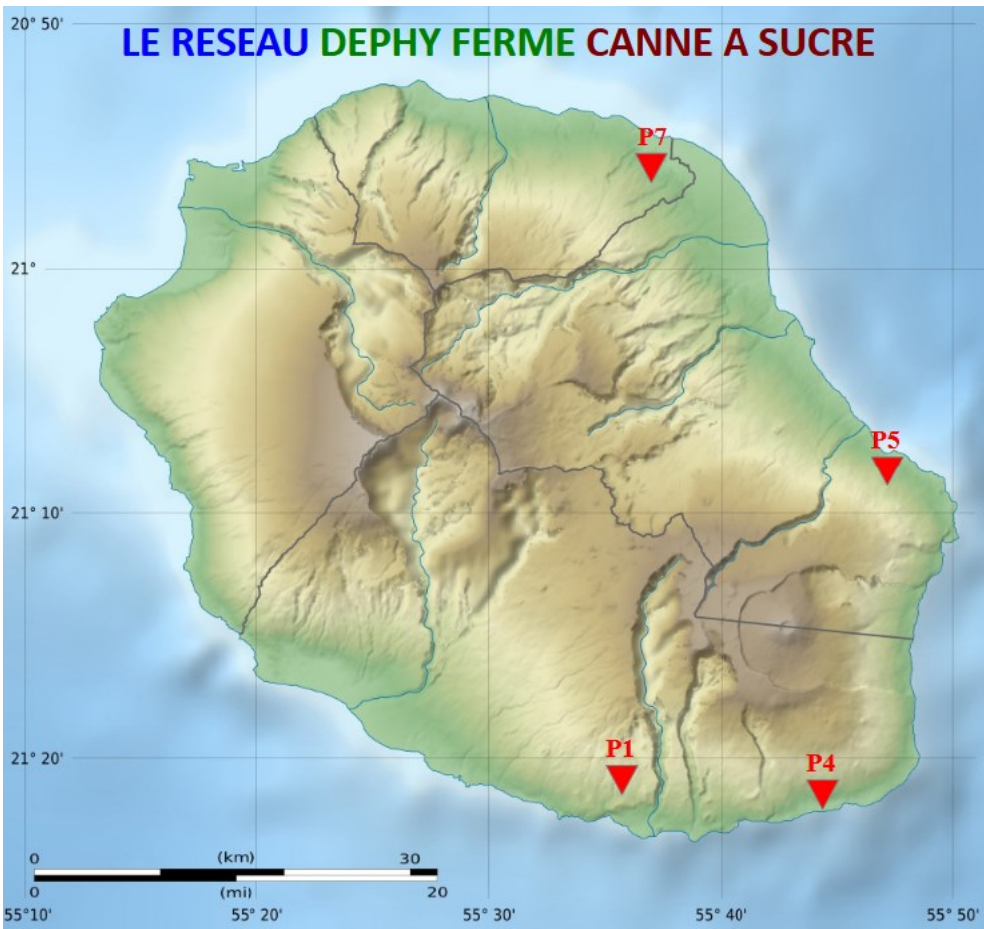 20° 50'
LE RESEAU DEPHY FERME CANNE A SUCRE
P7
21°
P5
21° 10'
P1
P4
21° 20'
0 (km) 30
0 (mi) 20
55° 10' 55° 20' 55° 30' 55° 40' 55° 50'